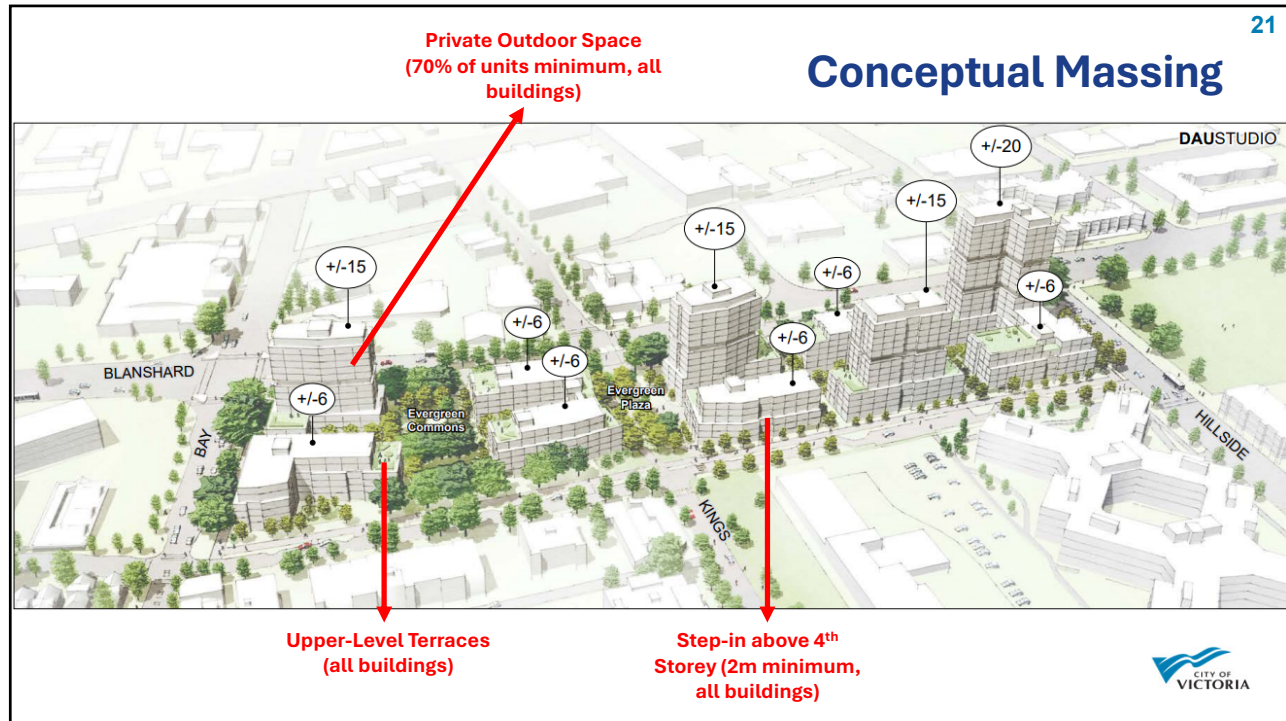 21
Conceptual Massing
Private Outdoor Space
(70% of units minimum, all
buildings)
DAUSTUDIO
+/-20
+/-15
+/-15
+/-15
+/-6
+/-6
+/-6
+/-6
+/-6
+/-6
BLANSHARD
Evergreen
Commons
Evergreen
Plaza
BAY
HILLSIDE
KINGS
Upper-Level Terraces
(all buildings)
Step-in above 4th
Storey (2m minimum,
all buildings)
CITY OF
VICTORIA